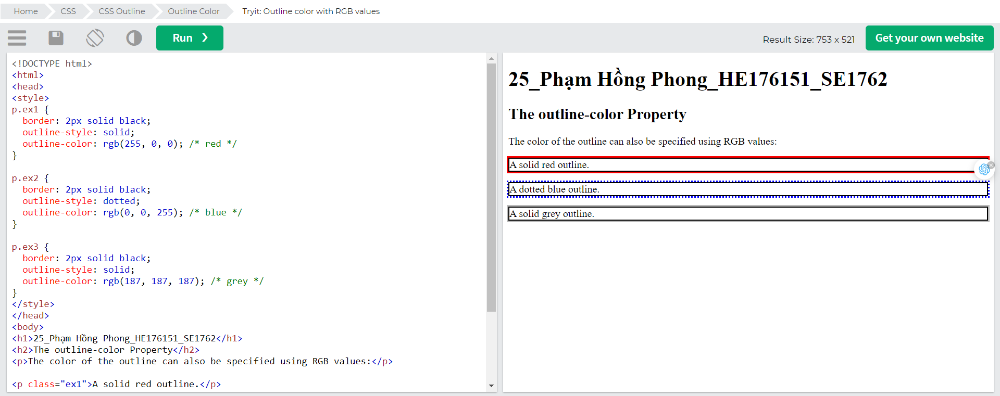 Home CSS CSS Outline Outline Color Tryit: Outline color with RGB values
Run ❯ Result Size: 753 x 521 Get your own website
<!DOCTYPE html>
<html>
<head>
<style>
p.ex1 {
  border: 2px solid black;
  outline-style: solid;
  outline-color: rgb(255, 0, 0); /* red */
}

p.ex2 {
  border: 2px solid black;
  outline-style: dotted;
  outline-color: rgb(0, 0, 255); /* blue */
}

p.ex3 {
  border: 2px solid black;
  outline-style: solid;
  outline-color: rgb(187, 187, 187); /* grey */
}
</style>
</head>
<body>
<h1>25_Phạm Hồng Phong_HE176151_SE1762</h1>
<h2>The outline-color Property</h2>
<p>The color of the outline can also be specified using RGB values:</p>

<p class="ex1">A solid red outline.</p>
25_Phạm Hồng Phong_HE176151_SE1762
The outline-color Property
The color of the outline can also be specified using RGB values:
A solid red outline.
A dotted blue outline.
A solid grey outline.